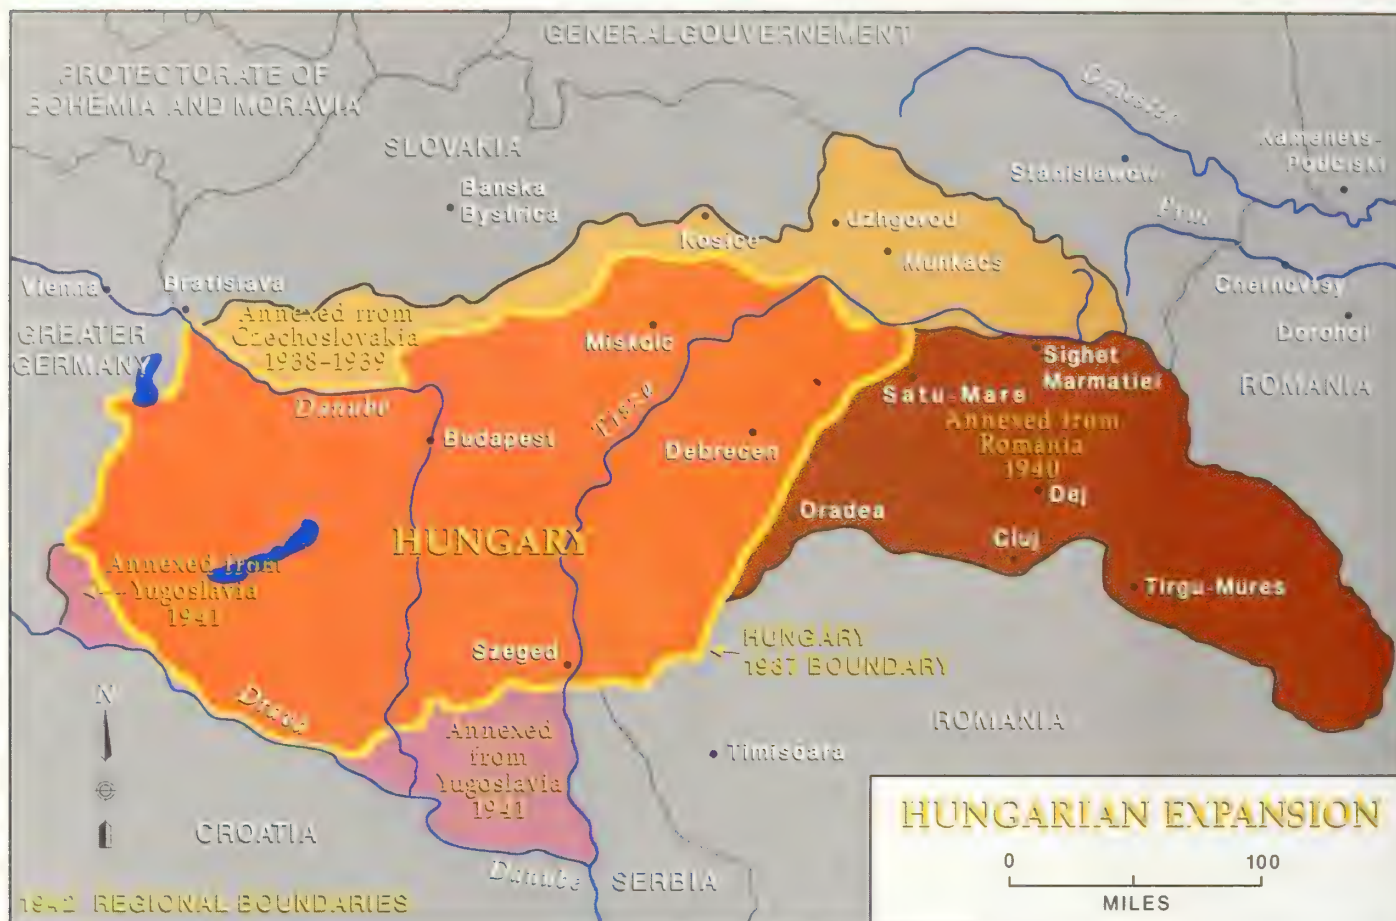 GENERALGOUVERNEMENT
PROTECTORATE OF
BOHEMIA AND MORAVIA
SLOVAKIA
Banska
Bystrica
Dniester
Kamenets-
Podolski
Stanislawow
Prut
Kosice
Uzhgorod
Munkacs
Chernovtsy
Dorohoi
Vienna
Bratislava
GREATER
GERMANY
Annexed from
Czechoslovakia
1938-1939
Miskolc
Sighet
Marmatiei
ROMANIA
Satu-Mare
Annexed from
Romania
1940
Danube
Tisza
Budapest
Debrecen
Dej
Oradea
Cluj
HUNGARY
Annexed from
Yugoslavia
1941
Tirgu-Mures
Szeged
HUNGARY
1937 BOUNDARY
N
Drava
Annexed
from
Yugoslavia
1941
ROMANIA
Timisoara
CROATIA
Danube
SERBIA
HUNGARIAN EXPANSION
0 100
MILES
1942 REGIONAL BOUNDARIES